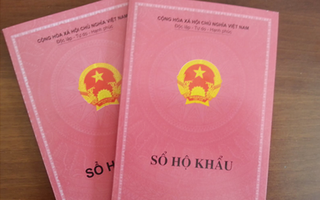 CỘNG HÒA XÃ HỘI CHỦ NGHĨA VIỆT NAM
Độc lập - Tự do - Hạnh phúc
SỔ HỘ KHẨU
CỘNG HÒA XÃ HỘI CHỦ NGHĨA VIỆT NAM
Độc lập - Tự do - Hạnh phúc
SỔ HỘ KHẨU